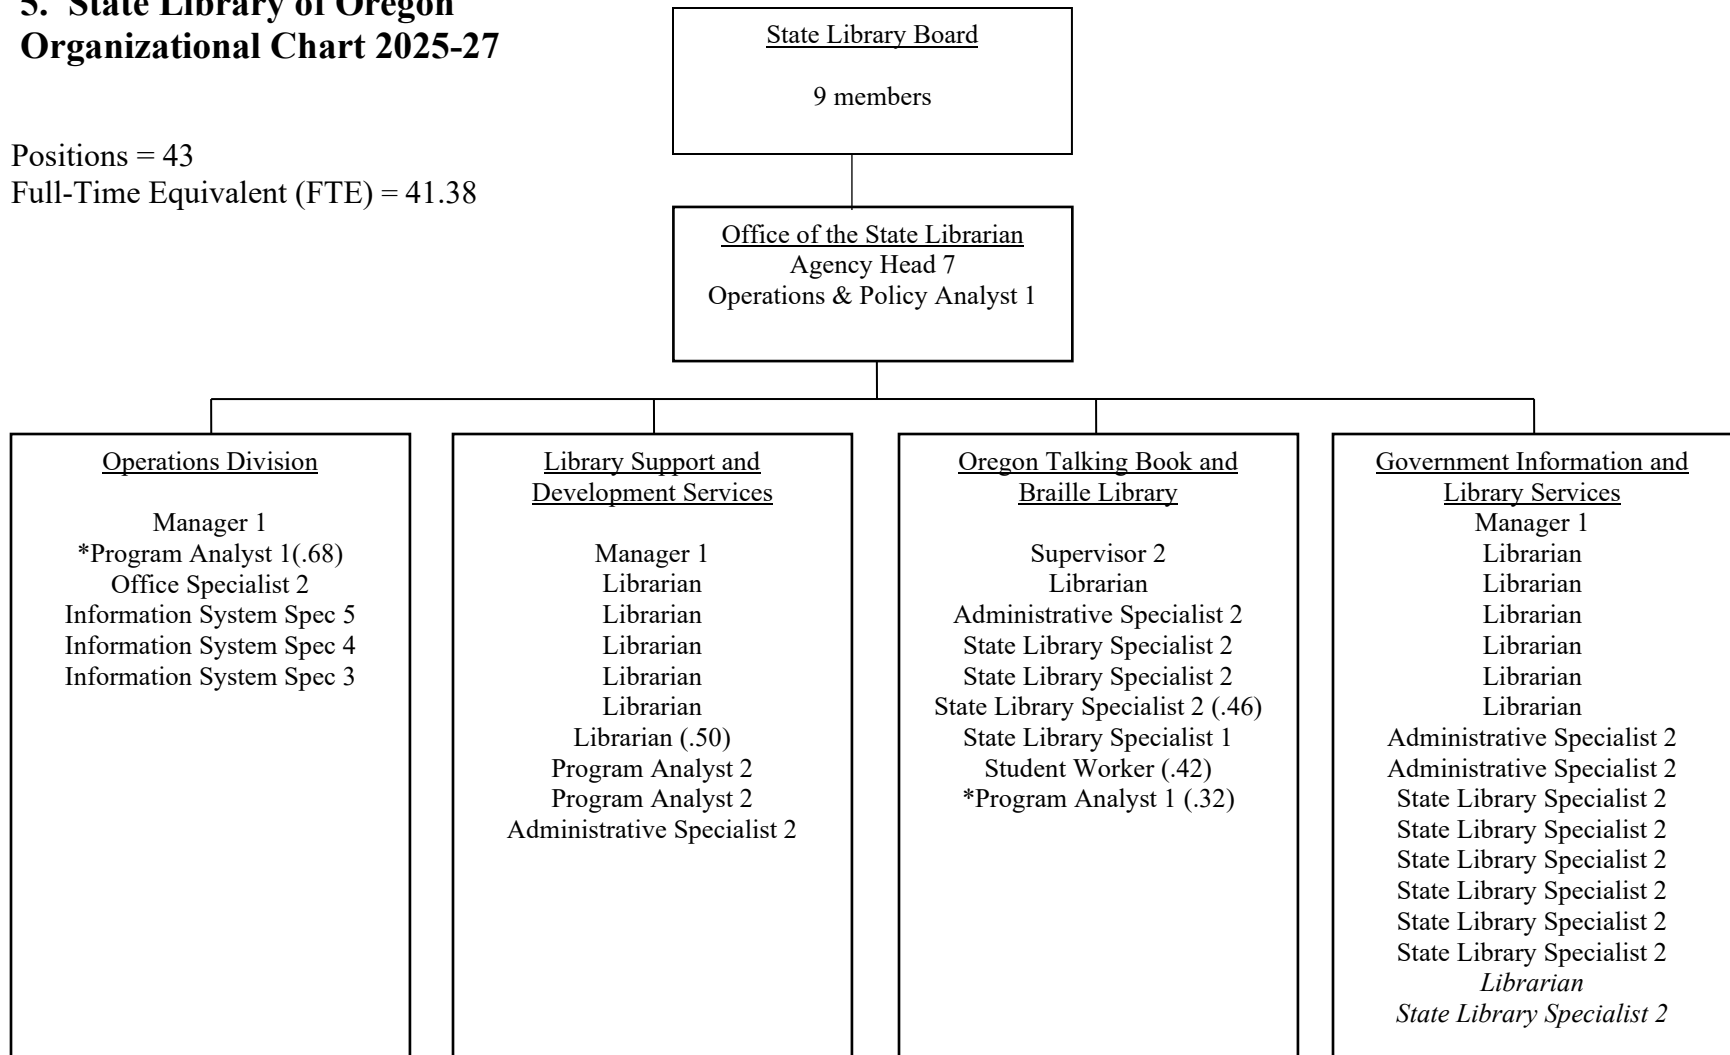 5. State Library of Oregon
Organizational Chart 2025-27
Positions = 43
Full-Time Equivalent (FTE) = 41.38
State Library Board
9 members
Office of the State Librarian
Agency Head 7
Operations & Policy Analyst 1
Operations Division
Manager 1
*Program Analyst 1(.68)
Office Specialist 2
Information System Spec 5
Information System Spec 4
Information System Spec 3
Library Support and
Development Services
Manager 1
Librarian
Librarian
Librarian
Librarian
Librarian
Librarian (.50)
Program Analyst 2
Program Analyst 2
Administrative Specialist 2
Oregon Talking Book and
Braille Library
Supervisor 2
Librarian
Administrative Specialist 2
State Library Specialist 2
State Library Specialist 2
State Library Specialist 2 (.46)
State Library Specialist 1
Student Worker (.42)
*Program Analyst 1 (.32)
Government Information and
Library Services
Manager 1
Librarian
Librarian
Librarian
Librarian
Librarian
Librarian
Administrative Specialist 2
Administrative Specialist 2
State Library Specialist 2
State Library Specialist 2
State Library Specialist 2
State Library Specialist 2
State Library Specialist 2
State Library Specialist 2
Librarian
State Library Specialist 2